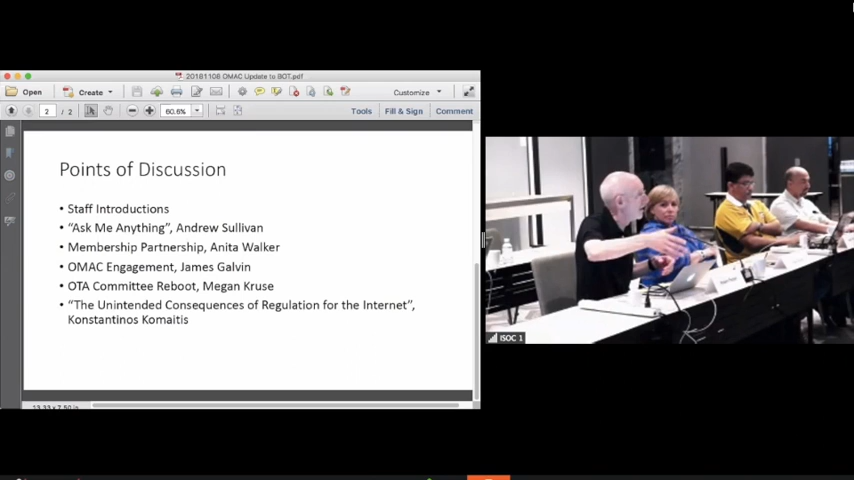 20181108 OMAC Update to BOT.pdf
Open
Create
Customize
2 / 2
60.6%
Tools
Fill & Sign
Comment
Points of Discussion
• Staff Introductions
• “Ask Me Anything”, Andrew Sullivan
• Membership Partnership, Anita Walker
• OMAC Engagement, James Galvin
• OTA Committee Reboot, Megan Kruse
• “The Unintended Consequences of Regulation for the Internet”,
Konstantinos Komaitis
13.33 x 7.50 in
ISOC 1